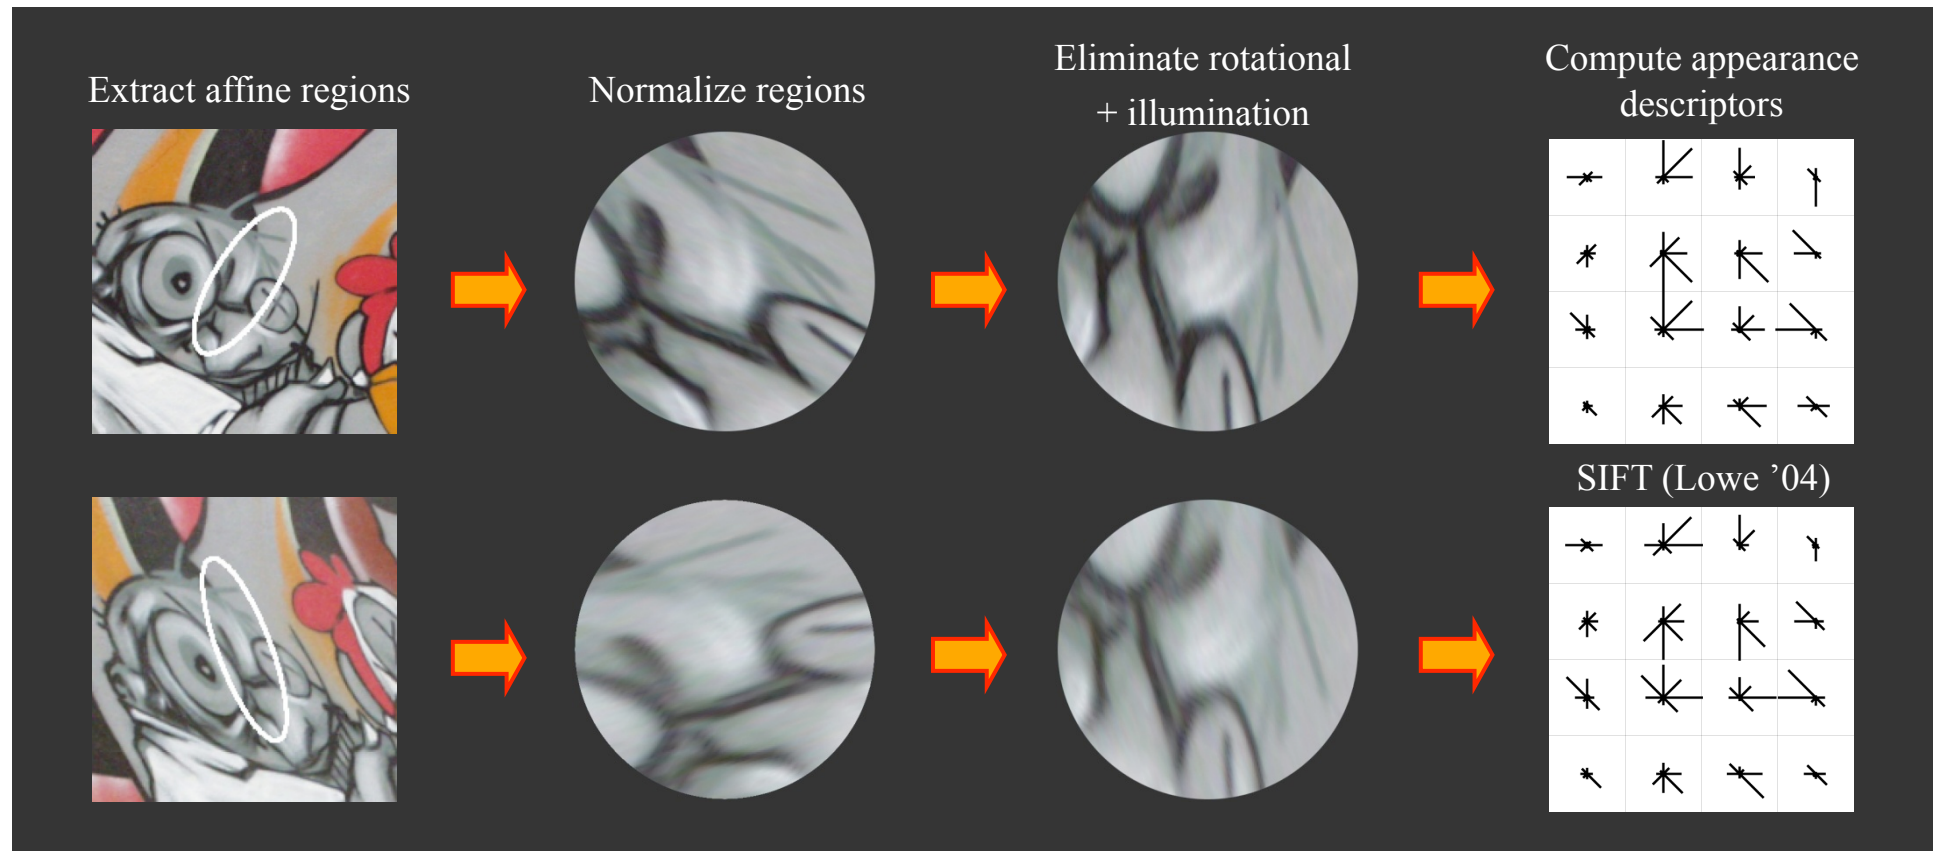 Extract affine regions
Normalize regions
Eliminate rotational
+ illumination
Compute appearance
descriptors
SIFT (Lowe ’04)